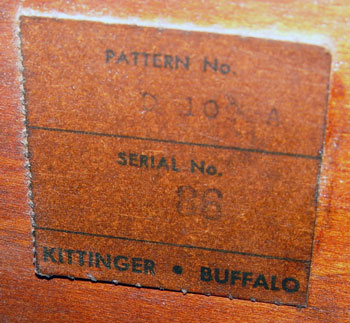 PATTERN No.
D
SERIAL No.
KITTINGER • BUFFALO